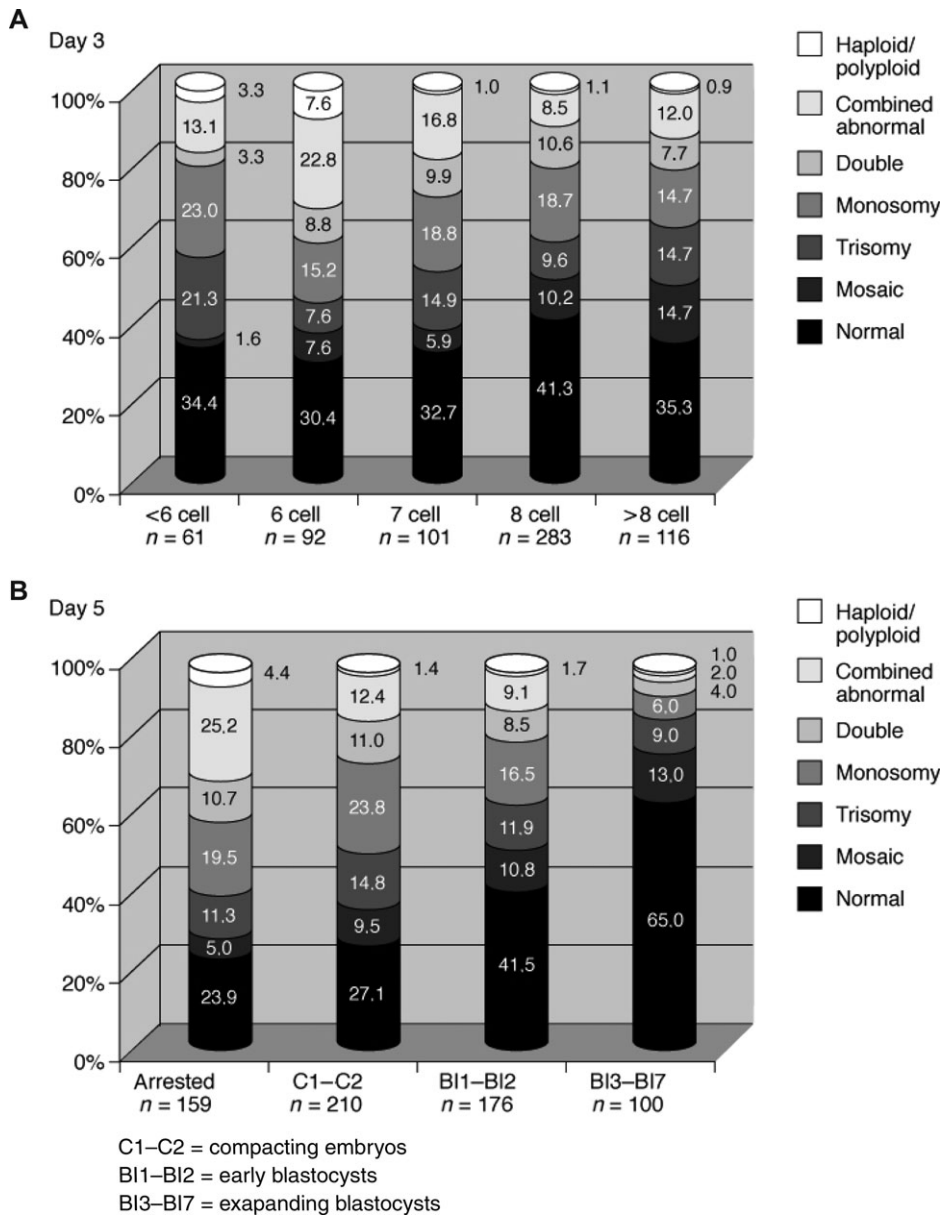 A
Day 3
100%
80%
60%
40%
20%
0%
3.3
13.1
3.3
23.0
21.3
1.6
34.4
7.6
22.8
8.8
15.2
7.6
7.6
30.4
1.0
16.8
9.9
18.8
14.9
5.9
32.7
1.1
8.5
10.6
18.7
9.6
10.2
41.3
0.9
12.0
7.7
14.7
14.7
14.7
35.3
<6 cell
n = 61
6 cell
n = 92
7 cell
n = 101
8 cell
n = 283
>8 cell
n = 116
Haploid/
polyploid
Combined
abnormal
Double
Monosomy
Trisomy
Mosaic
Normal
B
Day 5
100%
80%
60%
40%
20%
0%
4.4
25.2
10.7
19.5
11.3
5.0
23.9
1.4
12.4
11.0
23.8
14.8
9.5
27.1
1.7
9.1
8.5
16.5
11.9
10.8
41.5
1.0
2.0
4.0
6.0
9.0
13.0
65.0
Arrested
n = 159
C1–C2
n = 210
BI1–BI2
n = 176
BI3–BI7
n = 100
Haploid/
polyploid
Combined
abnormal
Double
Monosomy
Trisomy
Mosaic
Normal
C1–C2 = compacting embryos
BI1–BI2 = early blastocysts
BI3–BI7 = exapanding blastocysts